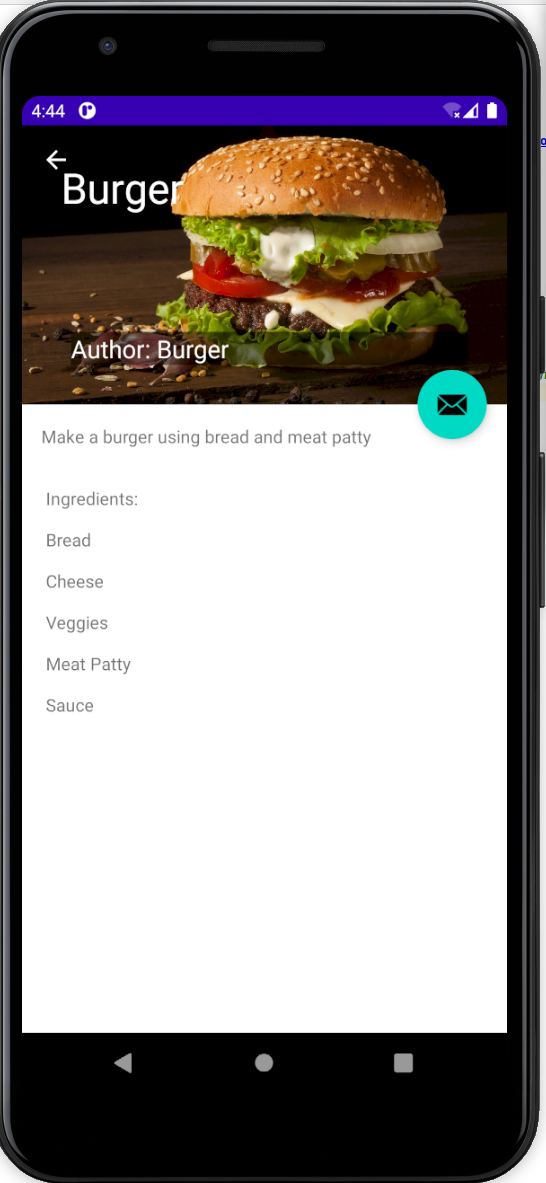 4:44
Burger
Author: Burger
Make a burger using bread and meat patty
Ingredients:
Bread
Cheese
Veggies
Meat Patty
Sauce